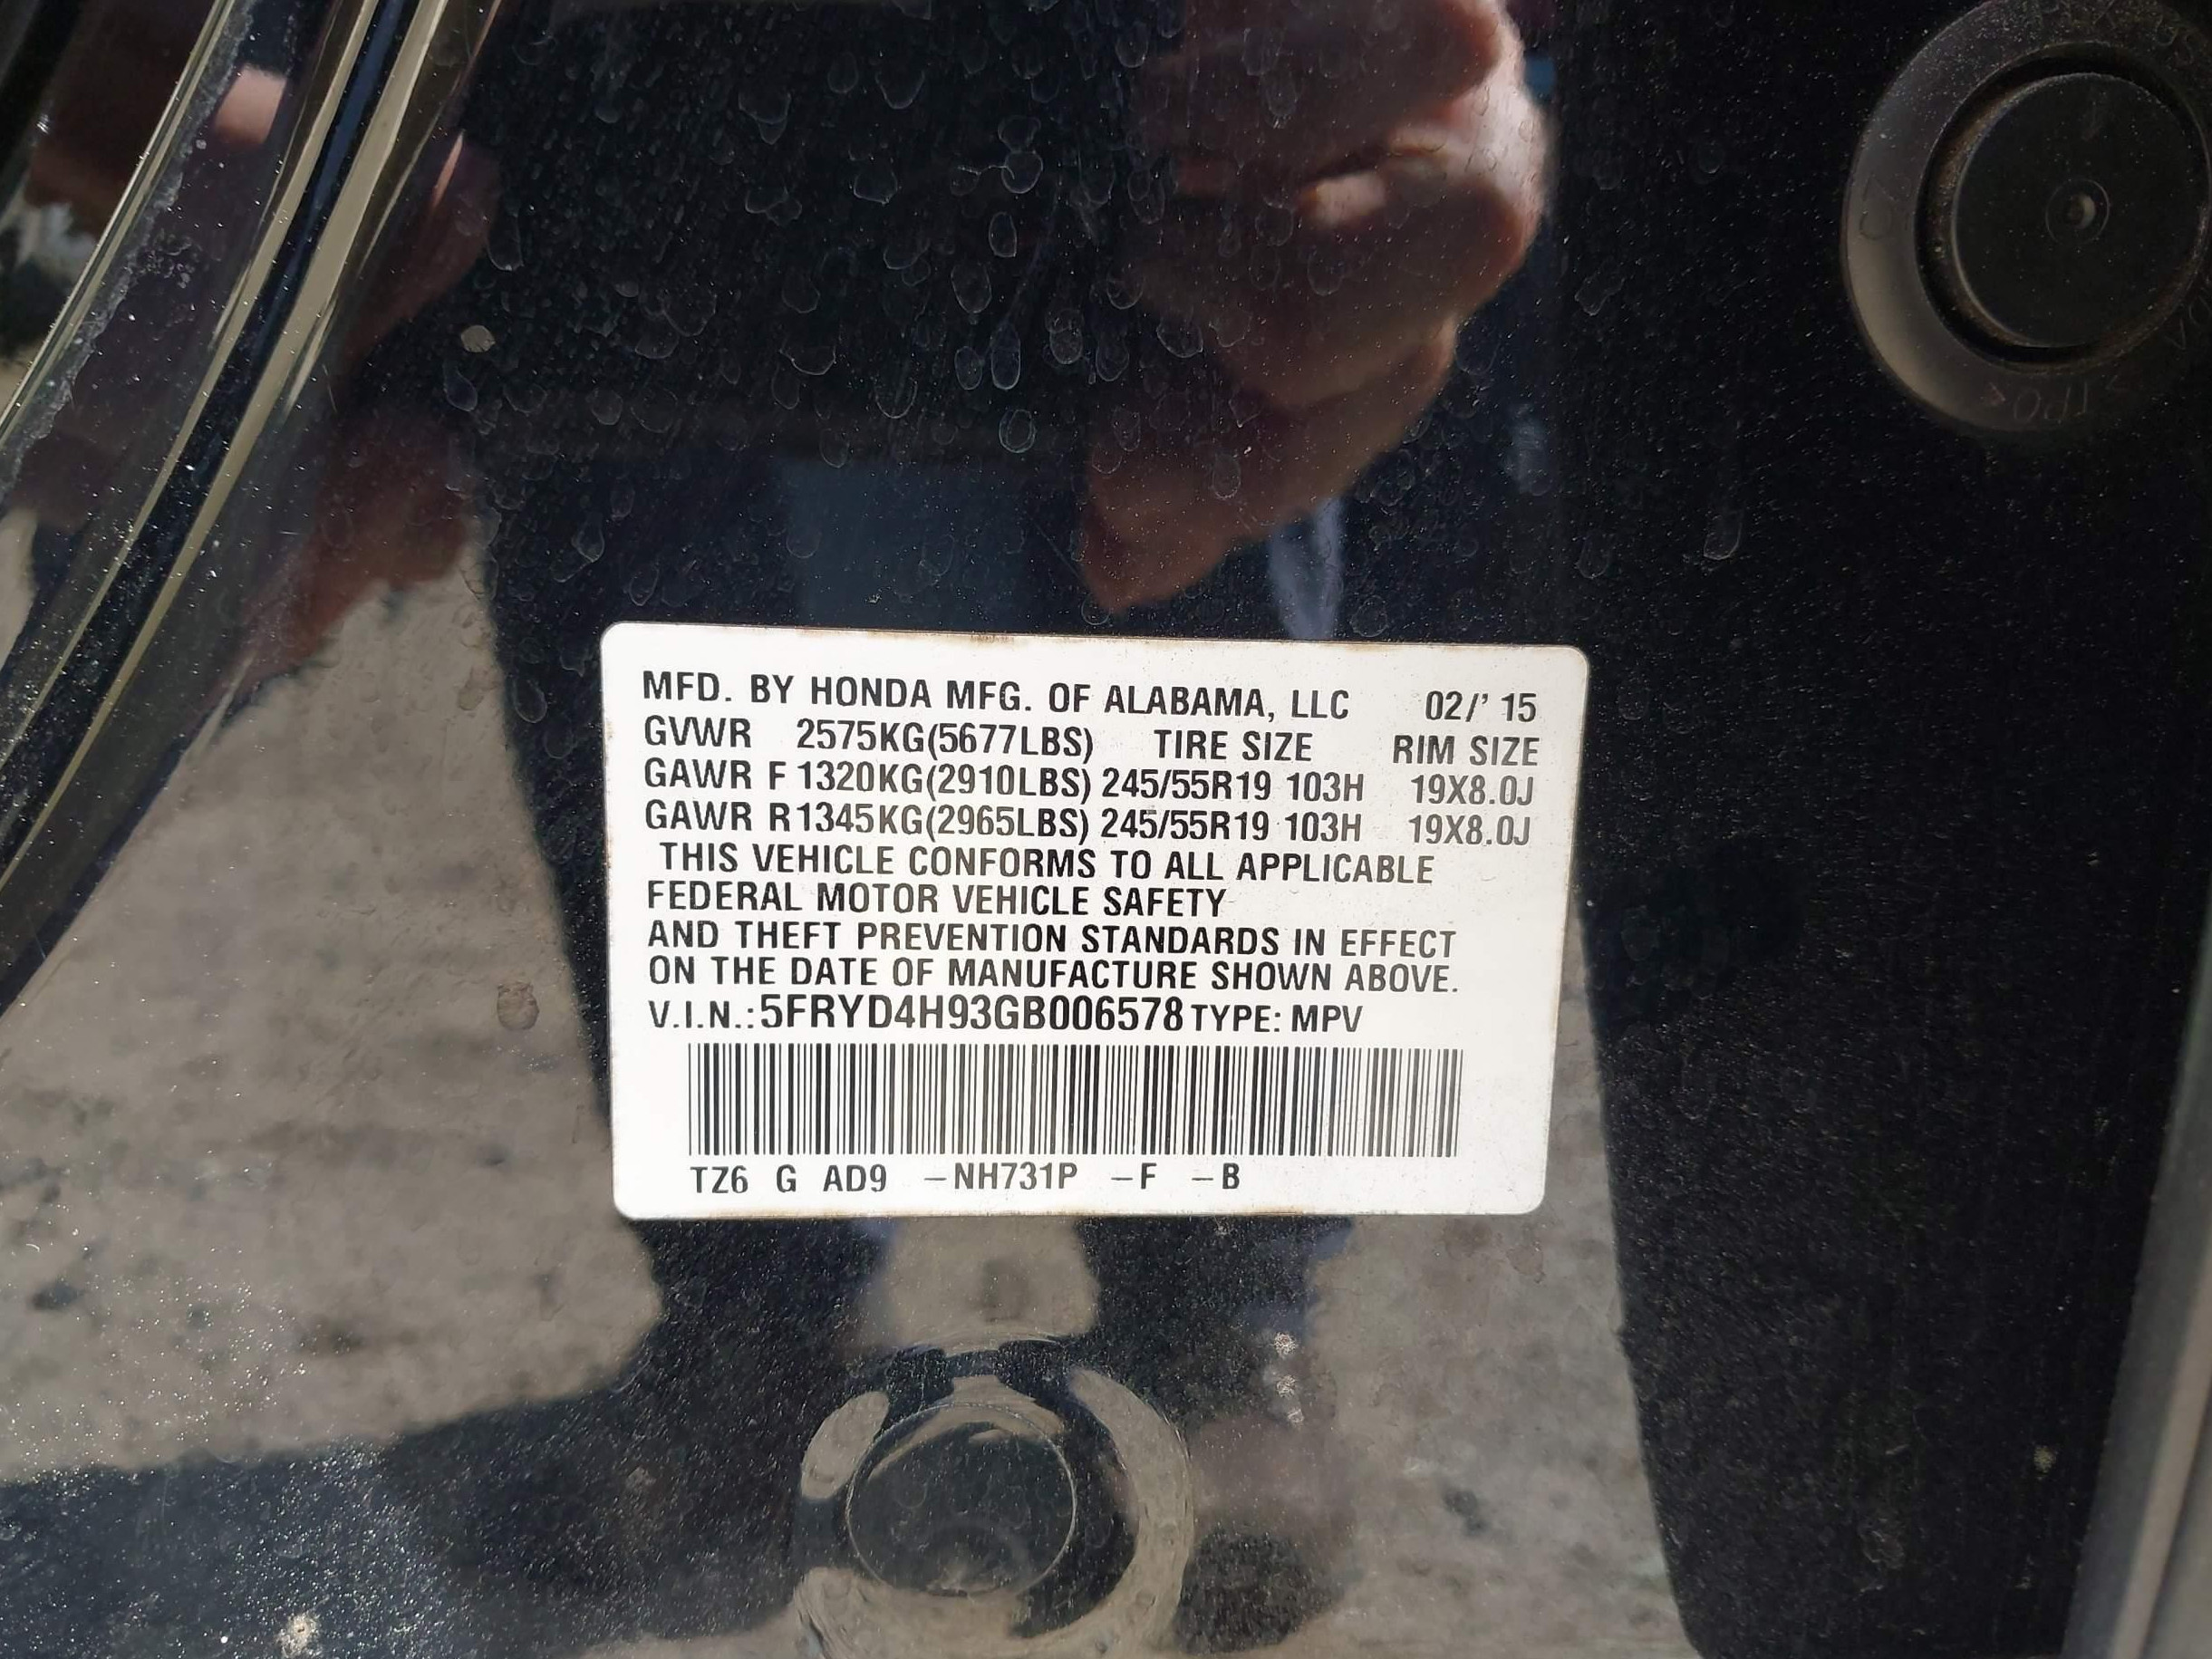 MFD. BY HONDA MFG. OF ALABAMA, LLC 02/' 15
GVWR 2575KG(5677LBS) TIRE SIZE RIM SIZE
GAWR F 1320KG(2910LBS) 245/55R19 103H 19X8.0J
GAWR R 1345KG(2965LBS) 245/55R19 103H 19X8.0J
THIS VEHICLE CONFORMS TO ALL APPLICABLE
FEDERAL MOTOR VEHICLE SAFETY
AND THEFT PREVENTION STANDARDS IN EFFECT
ON THE DATE OF MANUFACTURE SHOWN ABOVE.
V.I.N.: 5FRYD4H93GB006578 TYPE: MPV
TZ6 G AD9 –NH731P –F –B